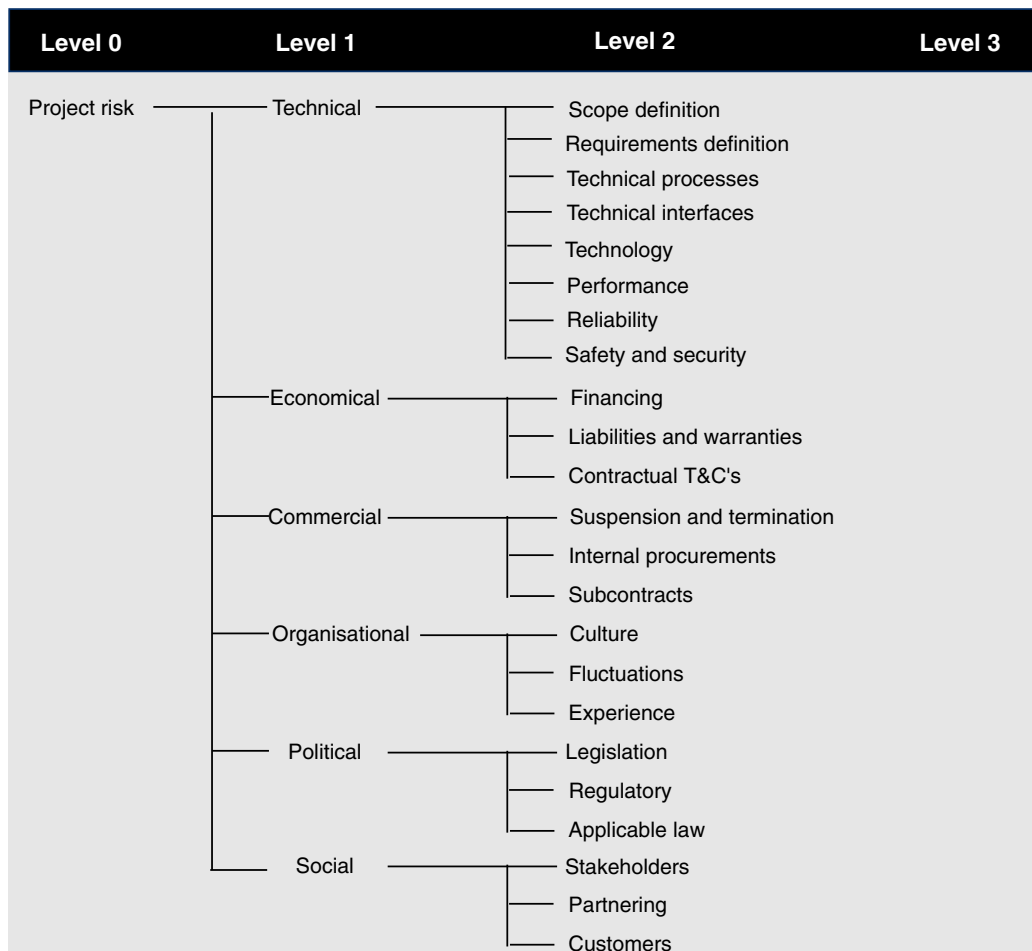 Level 0 Level 1 Level 2 Level 3
Project risk Technical Scope definition
Requirements definition
Technical processes
Technical interfaces
Technology
Performance
Reliability
Safety and security
Economical Financing
Liabilities and warranties
Contractual T&C's
Commercial Suspension and termination
Internal procurements
Subcontracts
Organisational Culture
Fluctuations
Experience
Political Legislation
Regulatory
Applicable law
Social Stakeholders
Partnering
Customers